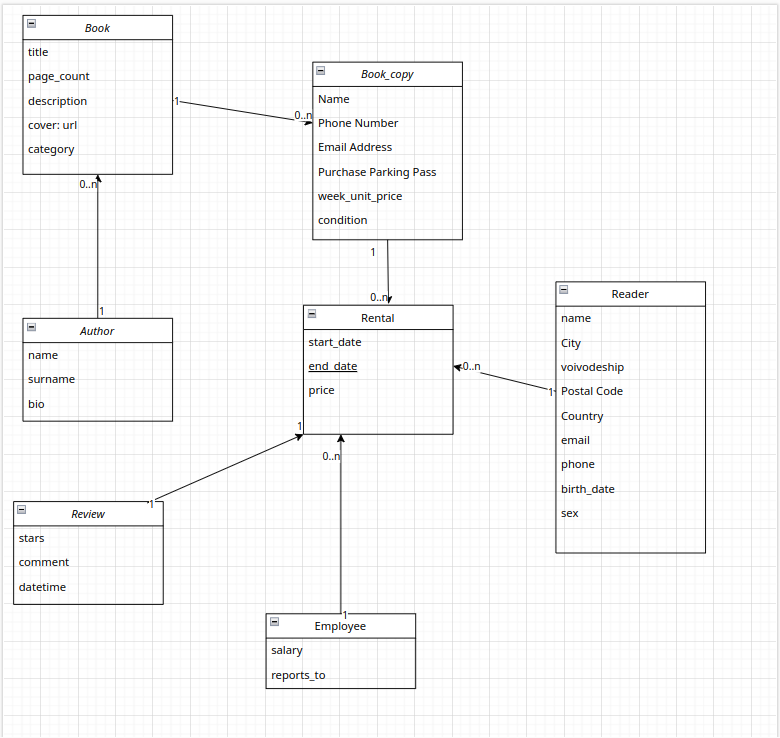 Book
title
page_count
description
cover: url
category
1
0..n
Book_copy
Name
Phone Number
Email Address
Purchase Parking Pass
week_unit_price
condition
0..n
1
Author
name
surname
bio
1
0..n
Rental
start_date
end_date
price
0..n
1
Reader
name
City
voivodeship
Postal Code
Country
email
phone
birth_date
sex
1
0..n
1
Review
stars
comment
datetime
1
Employee
salary
reports_to